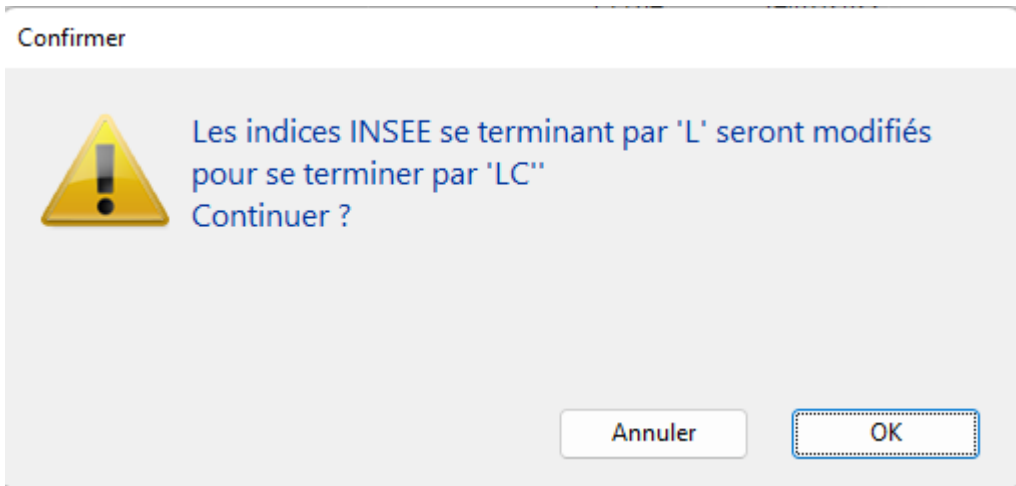 Confirmer
Les indices INSEE se terminant par 'L' seront modifiés
pour se terminer par 'LC''
Continuer ?
Annuler
OK